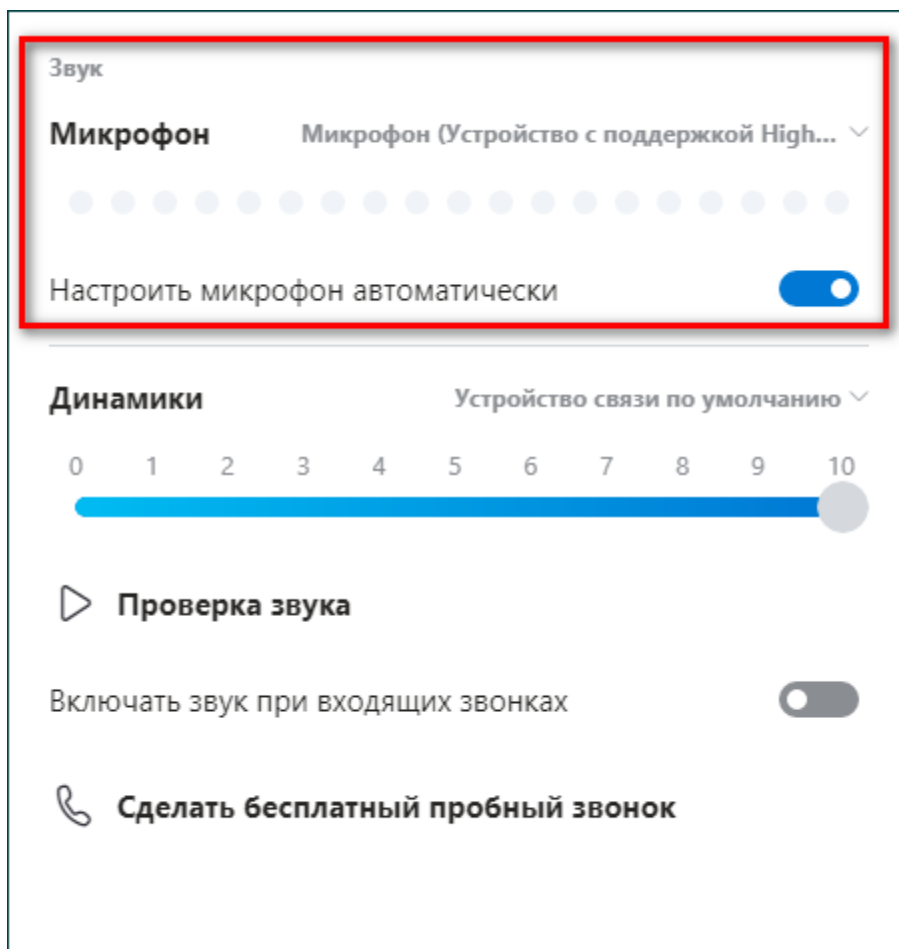 Звук
Микрофон Микрофон (Устройство с поддержкой High...
Настроить микрофон автоматически
Динамики Устройство связи по умолчанию
0 1 2 3 4 5 6 7 8 9 10
Проверка звука
Включать звук при входящих звонках
Сделать бесплатный пробный звонок